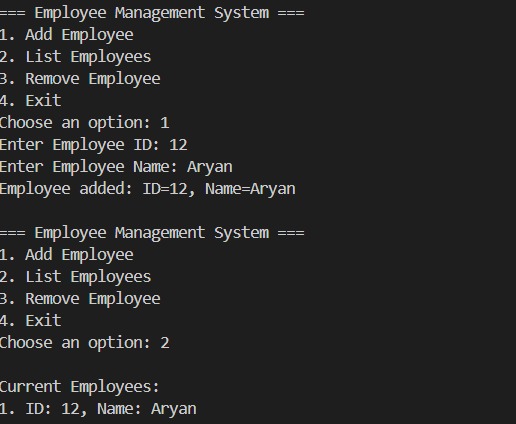 === Employee Management System ===
1. Add Employee
2. List Employees
3. Remove Employee
4. Exit
Choose an option: 1
Enter Employee ID: 12
Enter Employee Name: Aryan
Employee added: ID=12, Name=Aryan
=== Employee Management System ===
1. Add Employee
2. List Employees
3. Remove Employee
4. Exit
Choose an option: 2
Current Employees:
1. ID: 12, Name: Aryan